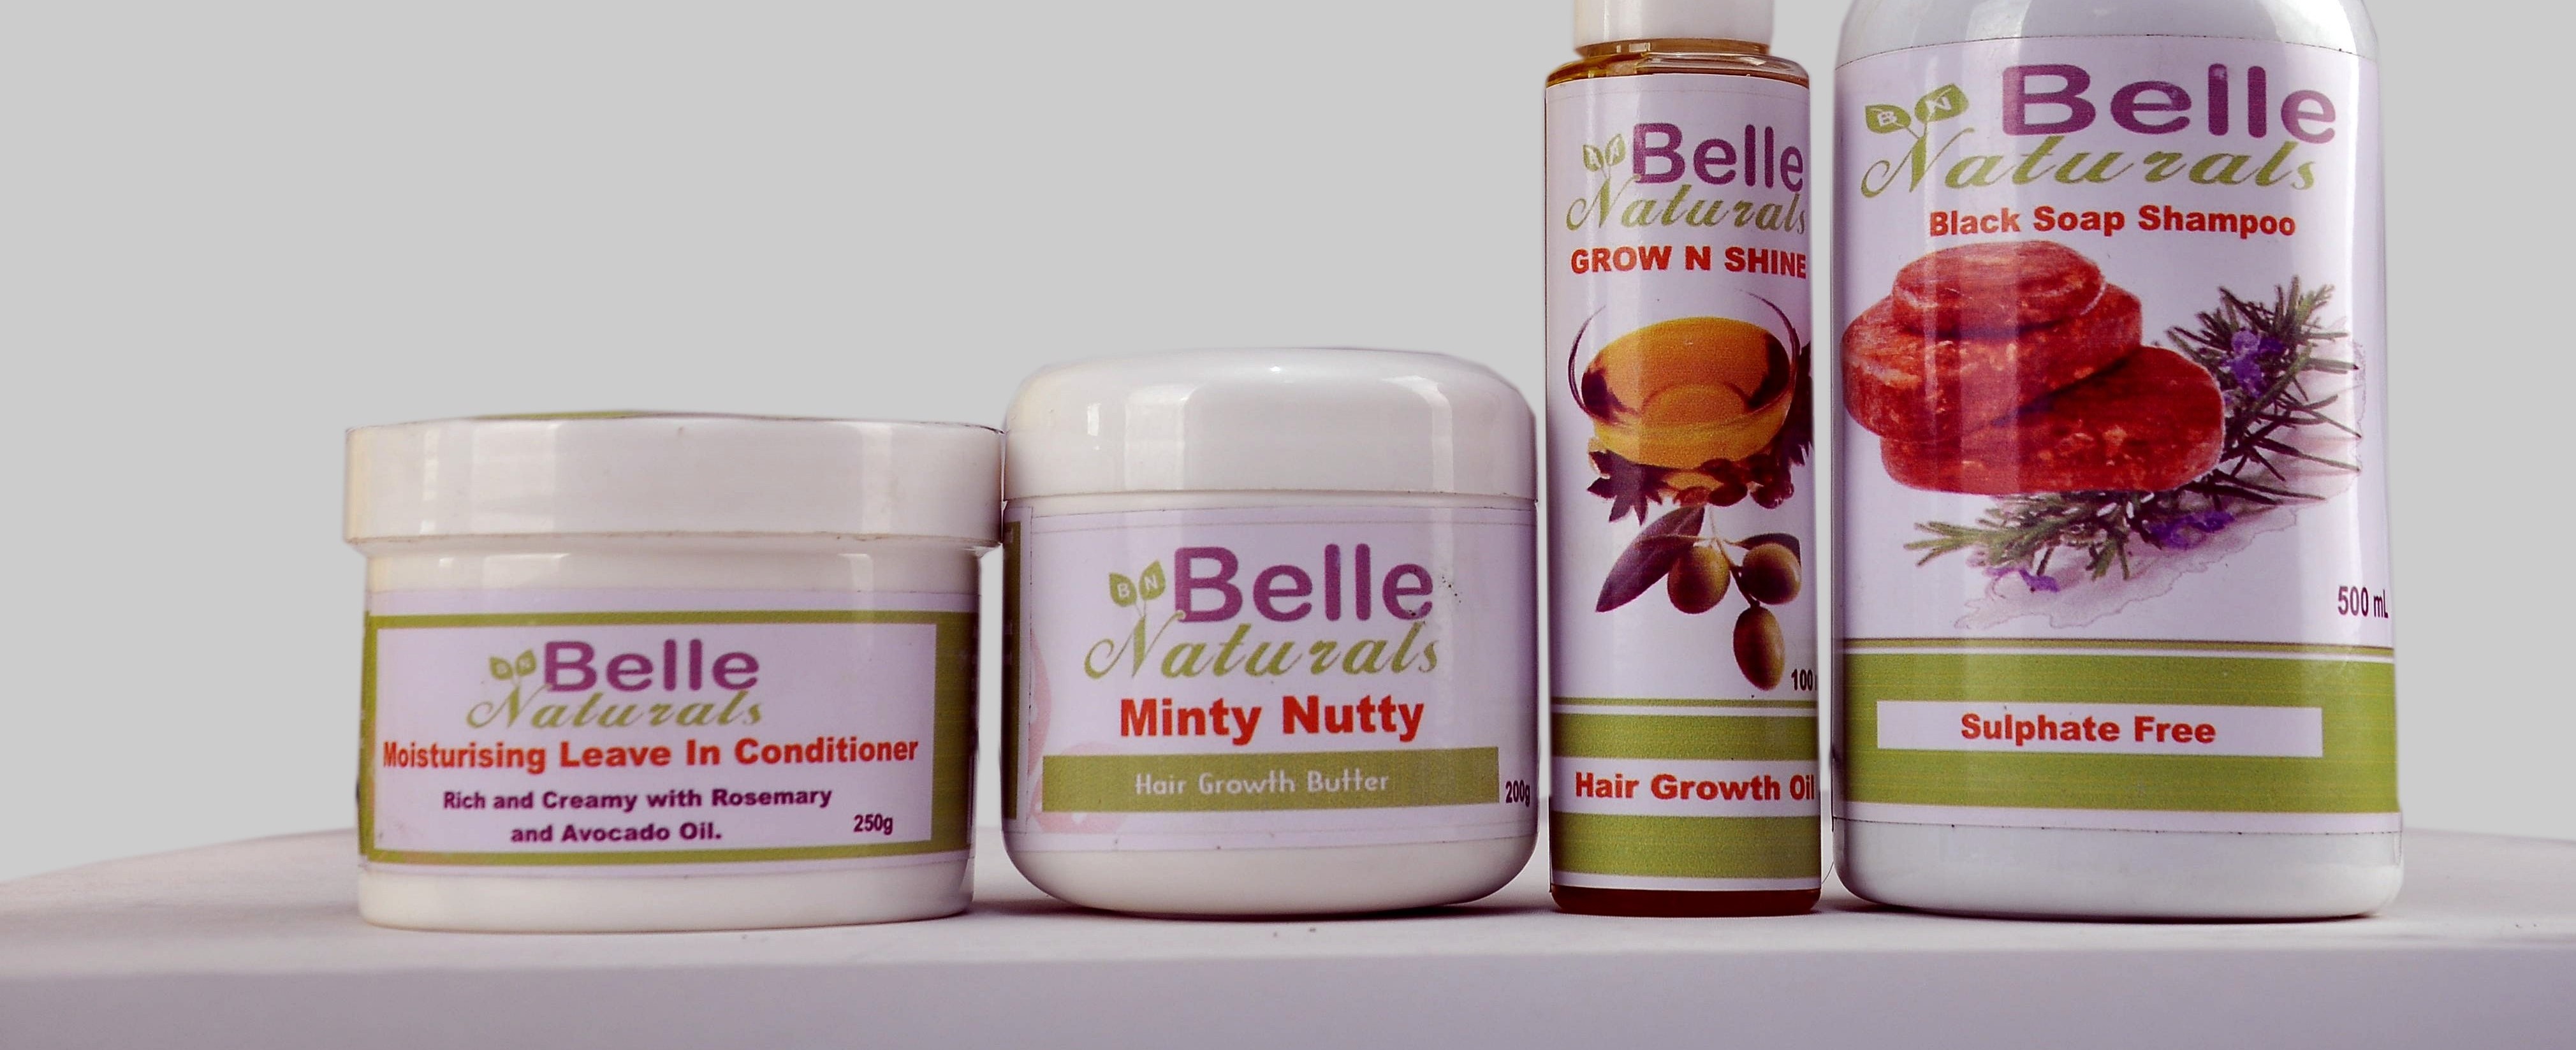 Belle
Naturals
Moisturising Leave In Conditioner
Rich and Creamy with Rosemary
and Avocado Oil.
250g
B N
Belle
Naturals
Minty Nutty
Hair Growth Butter
200g
Belle
Naturals
GROW N SHINE
100
Hair Growth Oil
B N
Belle
Naturals
Black Soap Shampoo
500 mL
Sulphate Free